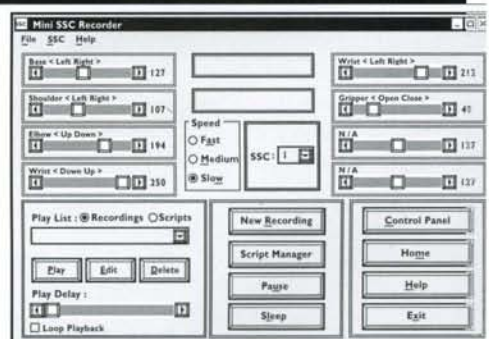 Mini SSC Recorder
File SSC Help
Base < Left Right >
127
Shoulder < Left Right >
107
Elbow < Up Down >
194
Wrist < Down Up >
250
Speed
Fast
Medium
Slow
SSC: 1
Wrist < Left Right >
212
Gripper < Open Close >
N/A
127
N/A
127
Play List : Recordings Scripts
Play Edit Delete
Play Delay :
Loop Playback
New Recording
Script Manager
Pause
Sleep
Control Panel
Home
Help
Exit